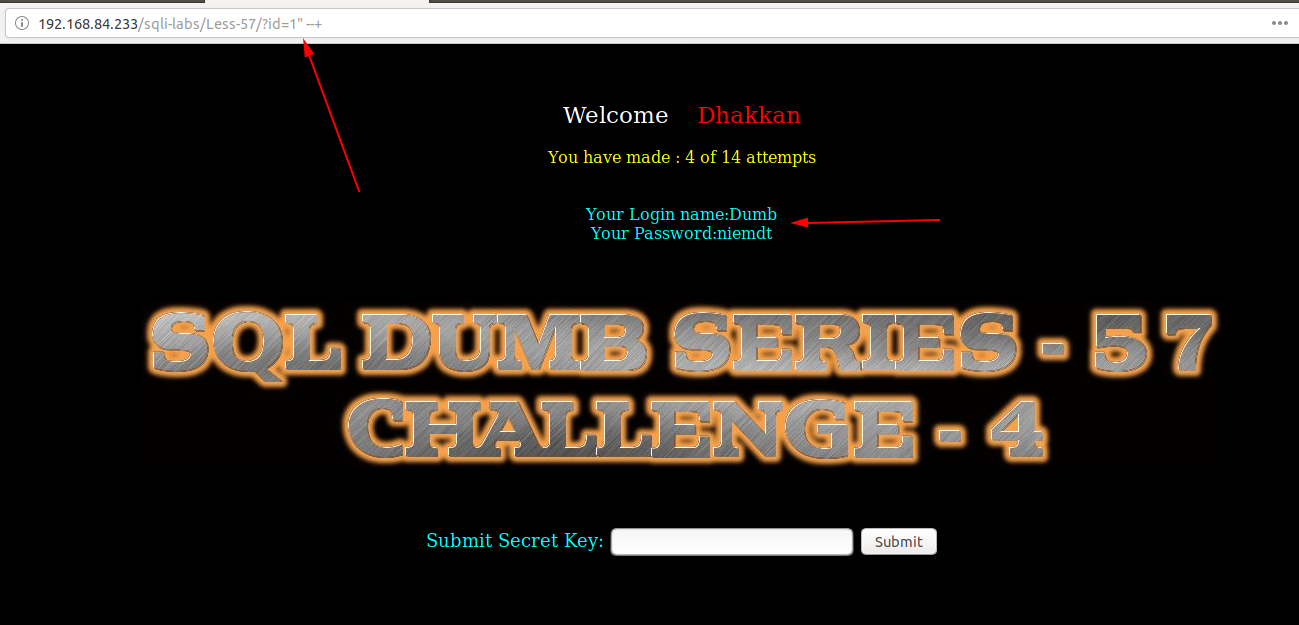 192.168.84.233/sqli-labs/Less-57/?id=1" --+
Welcome Dhakkan
You have made : 4 of 14 attempts
Your Login name:Dumb
Your Password:niemdt
SQL DUMB SERIES - 57
CHALLENGE - 4
Submit Secret Key: Submit